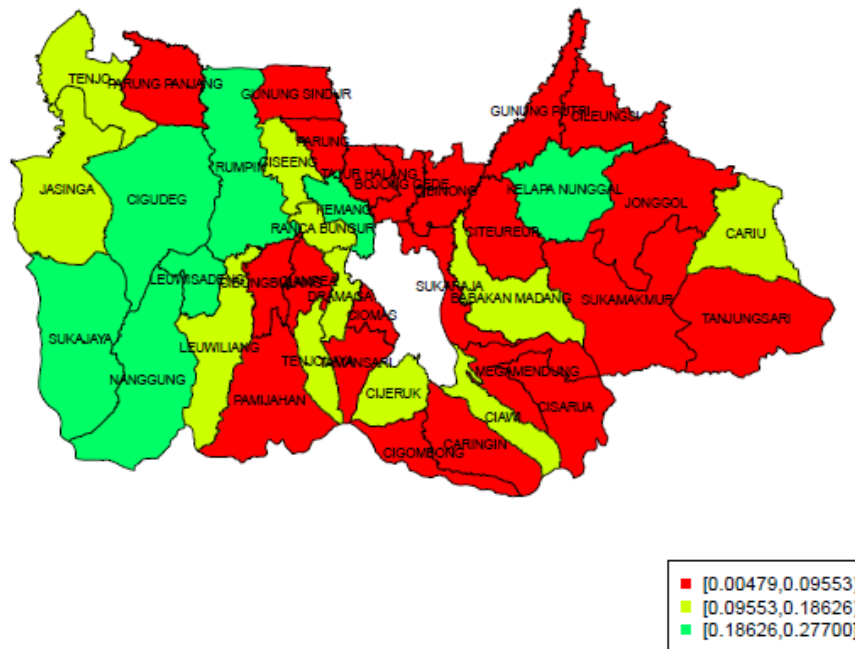 TENJO
PARUNG PANJANG
GUNUNG SINDUR
GUNUNG PUTRI
CILEUNGSI
PARUNG
RUMPIN
CISEENG
TAJUR HALANG
BOJONG GEDE
CIBINONG
KELAPA NUNGGAL
JASINGA
CIGUDEG
KEMANG
JONGGOL
RANCA BUNGUR
CITEUREUP
CARIU
LEUWISADENG
CIBUNGBULANG
DRAMAGA
SUKARAJA
BABAKAN MADANG
SUKAMAKMUR
CIOMAS
TANJUNGSARI
SUKAJAYA
LEUWILIANG
NANGGUNG
TENJOLAYA
TAMANSARI
MEGAMENDUNG
PAMIJAHAN
CIJERUK
CISARUA
CIAWI
CIGOMBONG
CARINGIN
[0.00479,0.09553]
[0.09553,0.18626]
[0.18626,0.27700]